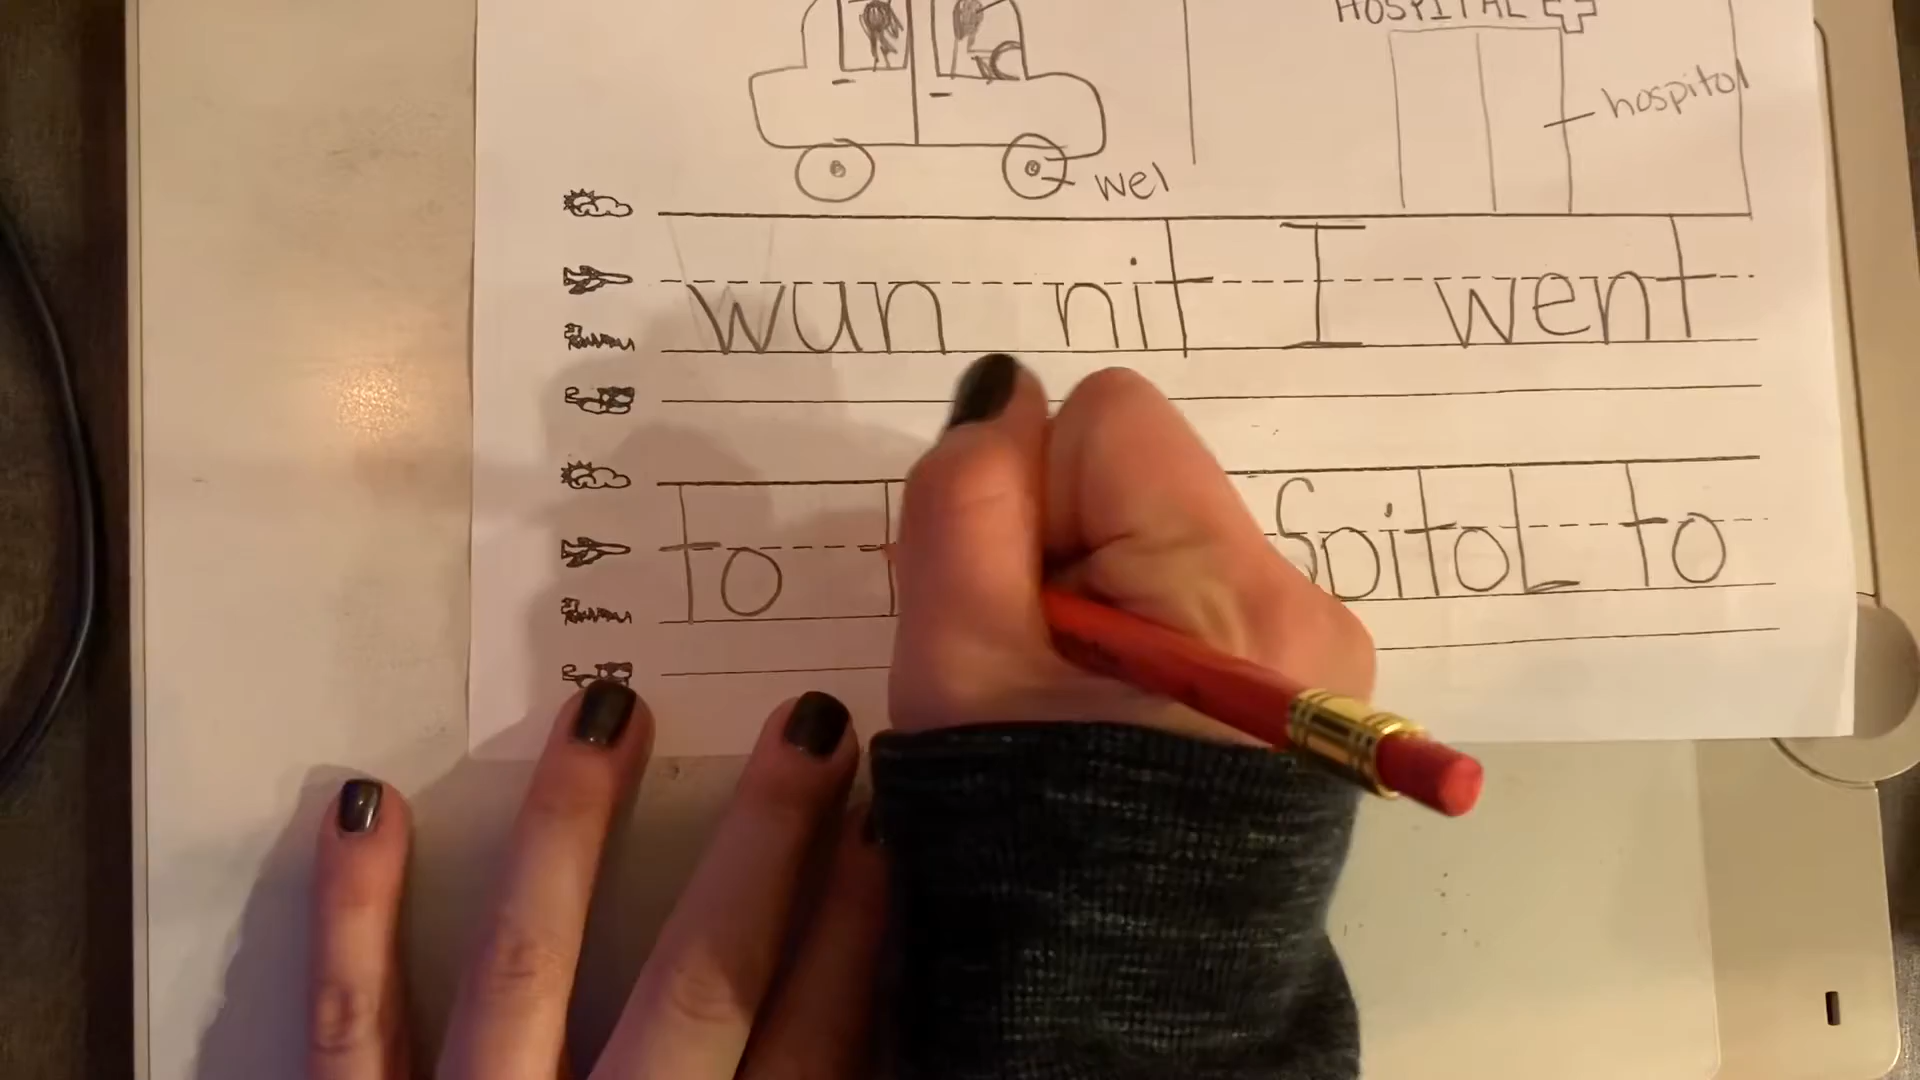 HOSPITAL
hospitol
wel
wun nit I went
to spitol to